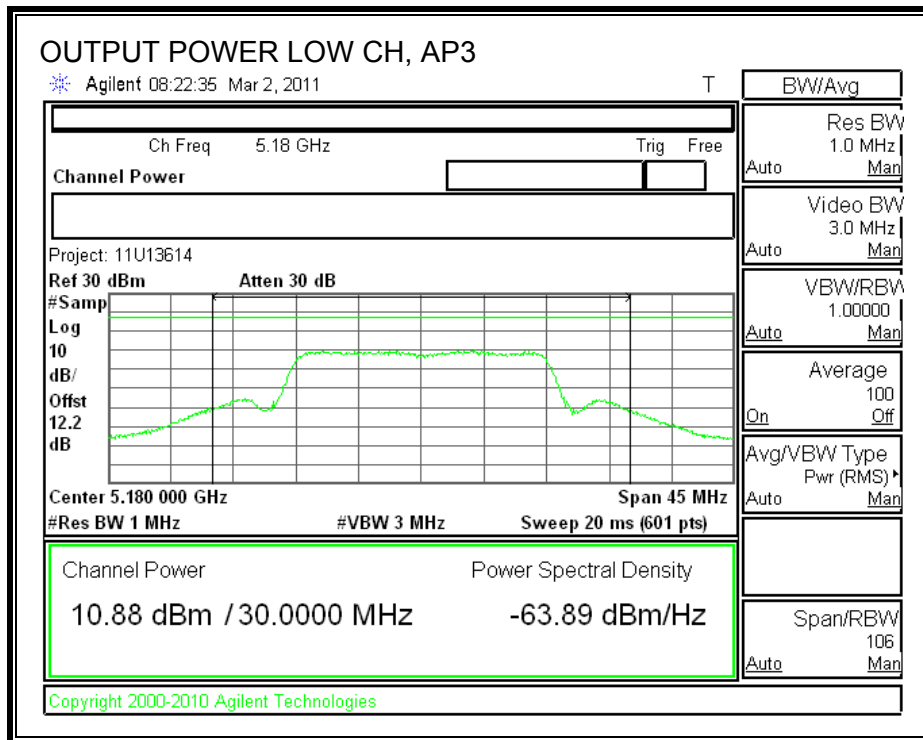 OUTPUT POWER LOW CH, AP3
Agilent 08:22:35 Mar 2, 2011 T
Ch Freq 5.18 GHz Trig Free
Channel Power
Project: 11U13614
Ref 30 dBm Atten 30 dB
#Samp
Log
10
dB/
Offst
12.2
dB
Center 5.180 000 GHz Span 45 MHz
#Res BW 1 MHz #VBW 3 MHz Sweep 20 ms (601 pts)
Channel Power Power Spectral Density
10.88 dBm / 30.0000 MHz -63.89 dBm/Hz
Copyright 2000-2010 Agilent Technologies
BW/Avg
Res BW
1.0 MHz
Auto Man
Video BW
3.0 MHz
Auto Man
VBW/RBW
1.00000
Auto Man
Average
100
On Off
Avg/VBW Type
Pwr (RMS)
Auto Man
Span/RBW
106
Auto Man